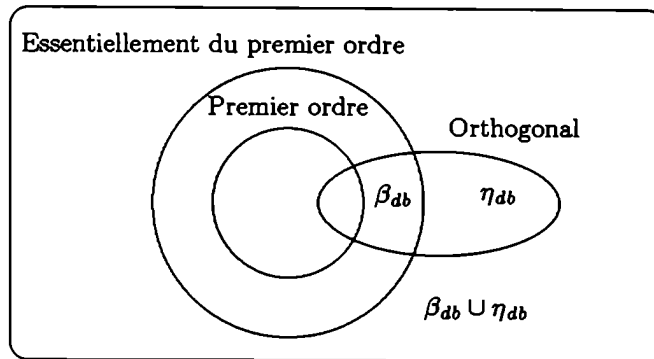 Essentiellement du premier ordre
Premier ordre
Orthogonal
β_db
η_db
β_db ∪ η_db